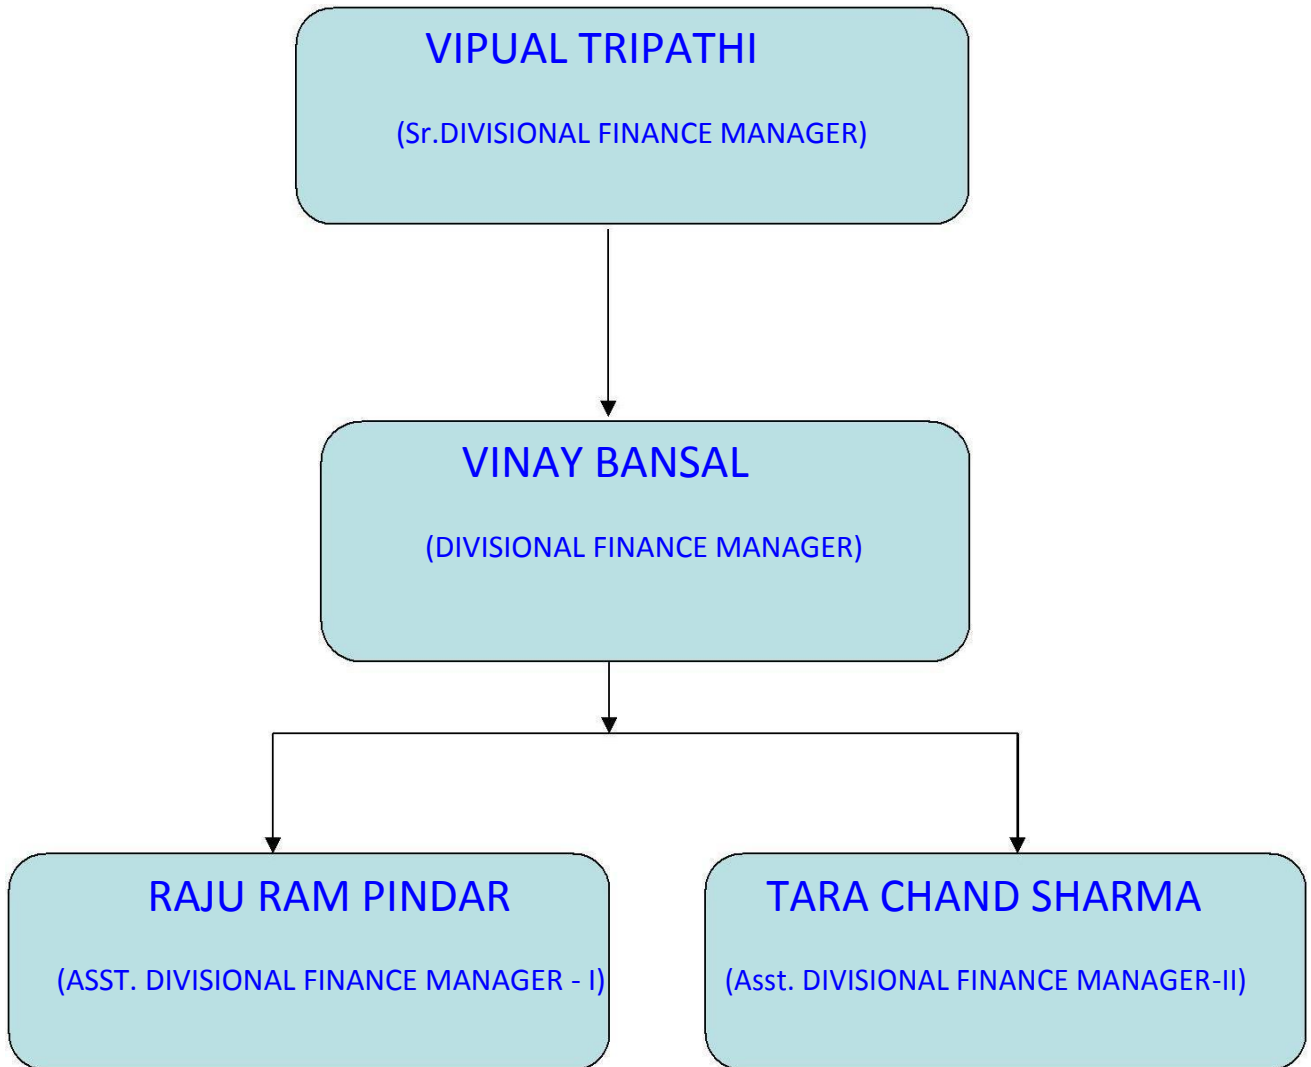 VIPUAL TRIPATHI
(Sr.DIVISIONAL FINANCE MANAGER)
VINAY BANSAL
(DIVISIONAL FINANCE MANAGER)
RAJU RAM PINDAR
(ASST. DIVISIONAL FINANCE MANAGER - I)
TARA CHAND SHARMA
(Asst. DIVISIONAL FINANCE MANAGER-II)